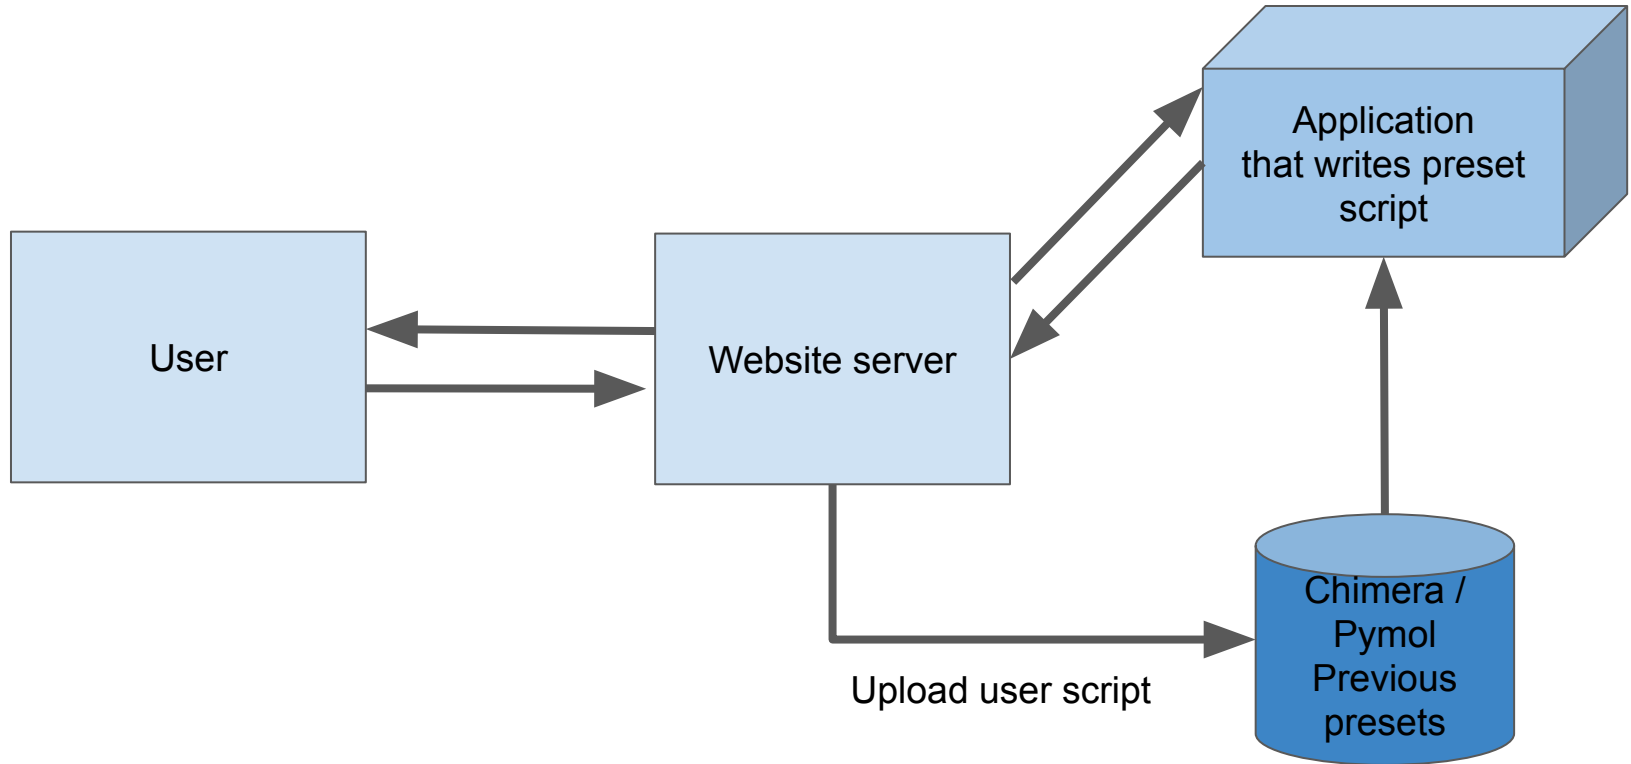 User
Website server
Application
that writes preset
script
Upload user script
Chimera /
Pymol
Previous
presets